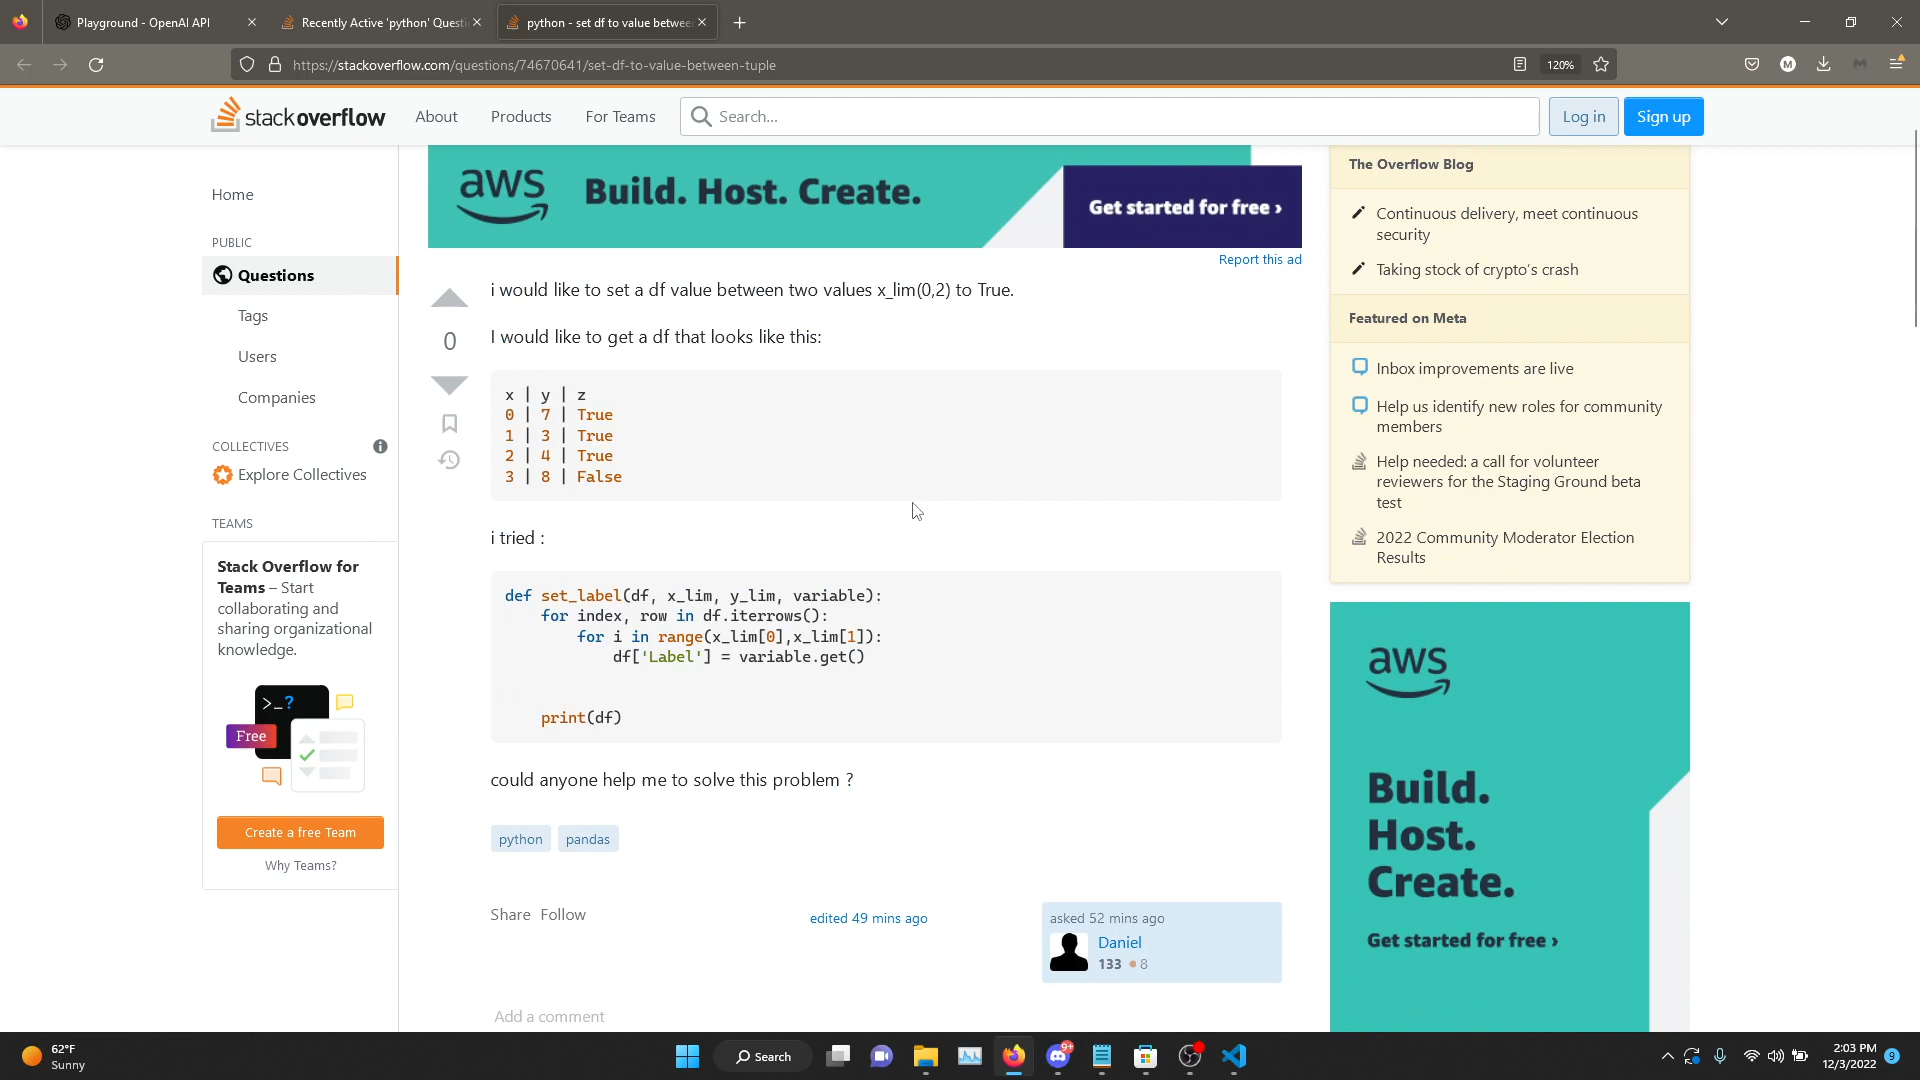 Playground - OpenAI API
Recently Active 'python' Questi
python - set df to value betwee
https://stackoverflow.com/questions/74670641/set-df-to-value-between-tuple
120%
M
stackoverflow
About
Products
For Teams
Search...
Log in
Sign up
Home
PUBLIC
Questions
Tags
Users
Companies
COLLECTIVES
Explore Collectives
TEAMS
Stack Overflow for
Teams – Start
collaborating and
sharing organizational
knowledge.
>_?
Free
Create a free Team
Why Teams?
aws
Build. Host. Create.
Get started for free ›
Report this ad
i would like to set a df value between two values x_lim(0,2) to True.
0
I would like to get a df that looks like this:
x | y | z
0 | 7 | True
1 | 3 | True
2 | 4 | True
3 | 8 | False
i tried :
def set_label(df, x_lim, y_lim, variable):
    for index, row in df.iterrows():
        for i in range(x_lim[0],x_lim[1]):
            df['Label'] = variable.get()
    print(df)
could anyone help me to solve this problem ?
python
pandas
Share Follow
edited 49 mins ago
asked 52 mins ago
Daniel
133 ● 8
Add a comment
The Overflow Blog
Continuous delivery, meet continuous
security
Taking stock of crypto's crash
Featured on Meta
Inbox improvements are live
Help us identify new roles for community
members
Help needed: a call for volunteer
reviewers for the Staging Ground beta
test
2022 Community Moderator Election
Results
aws
Build.
Host.
Create.
Get started for free ›
62°F
Sunny
Search
9+
2:03 PM
12/3/2022
9